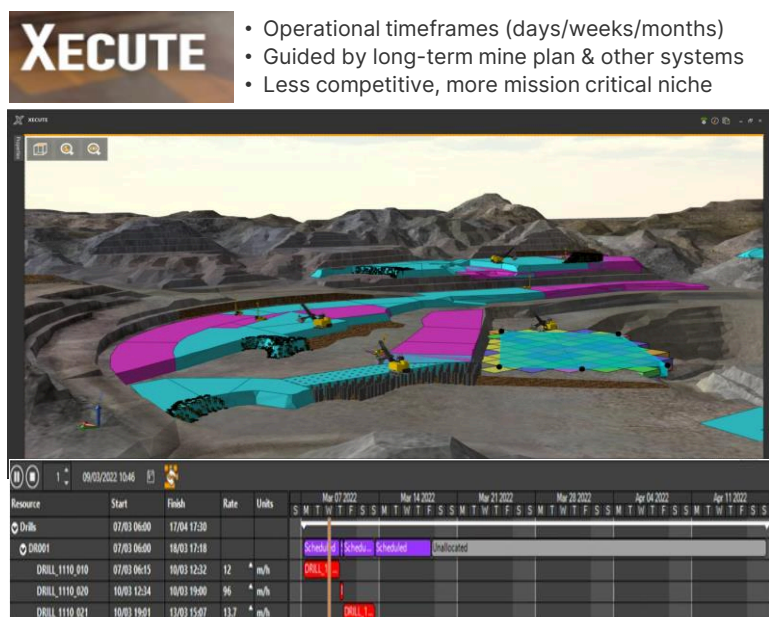 XECUTE
• Operational timeframes (days/weeks/months)
• Guided by long-term mine plan & other systems
• Less competitive, more mission critical niche
XECUTE
Properties
1 09/03/2022 10:46
Resource Start Finish Rate Units
Mar 07 2022 Mar 14 2022 Mar 21 2022 Mar 28 2022 Apr 04 2022 Apr 11 2022
S M T W T F S S M T W T F S S M T W T F S S M T W T F S S M T W T F S S M T W T F S S
Drills 07/03 06:00 17/04 17:30
DR001 07/03 06:00 18/03 17:18 Scheduled Schedu... Scheduled Unallocated
DRILL_1110_010 07/03 06:15 10/03 12:32 12 m/h DRILL_1...
DRILL_1110_020 10/03 12:34 10/03 19:00 96 m/h
DRILL_1110_021 10/03 19:01 13/03 15:07 13.7 m/h DRILL_1...